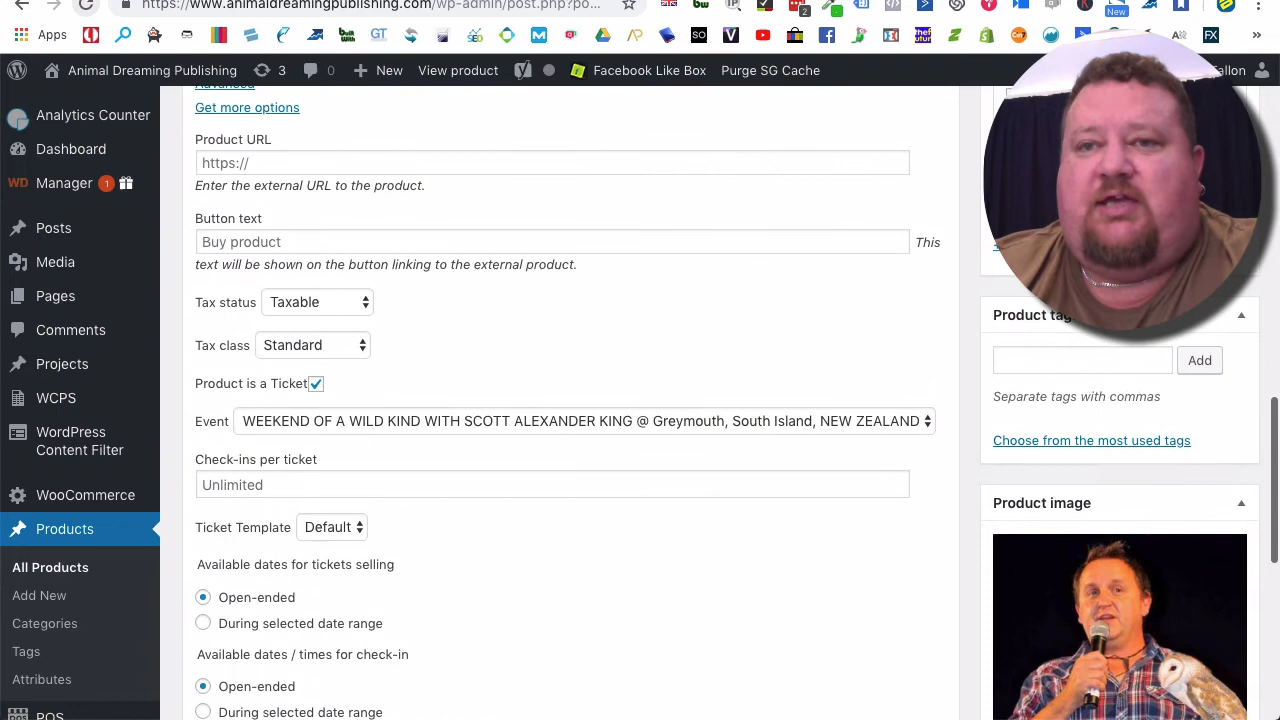 https://www.animaldreamingpublishing.com/wp-admin/post.php?po...
New
2
Apps
Animal Dreaming Publishing
3
0
New
View product
Facebook Like Box
Purge SG Cache
Analytics Counter
Dashboard
WD Manager 1
Posts
Media
Pages
Comments
Projects
WCPS
WordPress
Content Filter
WooCommerce
Products
All Products
Add New
Categories
Tags
Attributes
POS
Get more options
Product URL
https://
Enter the external URL to the product.
Button text
Buy product
This
text will be shown on the button linking to the external product.
Tax status Taxable
Tax class Standard
Product is a Ticket
Event WEEKEND OF A WILD KIND WITH SCOTT ALEXANDER KING @ Greymouth, South Island, NEW ZEALAND
Check-ins per ticket
Unlimited
Ticket Template Default
Available dates for tickets selling
Open-ended
During selected date range
Available dates / times for check-in
Open-ended
During selected date range
Add
Separate tags with commas
Choose from the most used tags
Product image